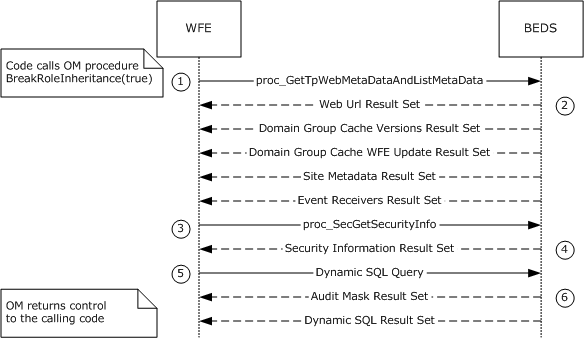 WFE
BEDS
Code calls OM procedure
BreakRoleInheritance(true)
1
proc_GetTpWebMetaDataAndListMetaData
Web Url Result Set
2
Domain Group Cache Versions Result Set
Domain Group Cache WFE Update Result Set
Site Metadata Result Set
Event Receivers Result Set
3
proc_SecGetSecurityInfo
Security Information Result Set
4
5
Dynamic SQL Query
OM returns control
to the calling code
Audit Mask Result Set
6
Dynamic SQL Result Set